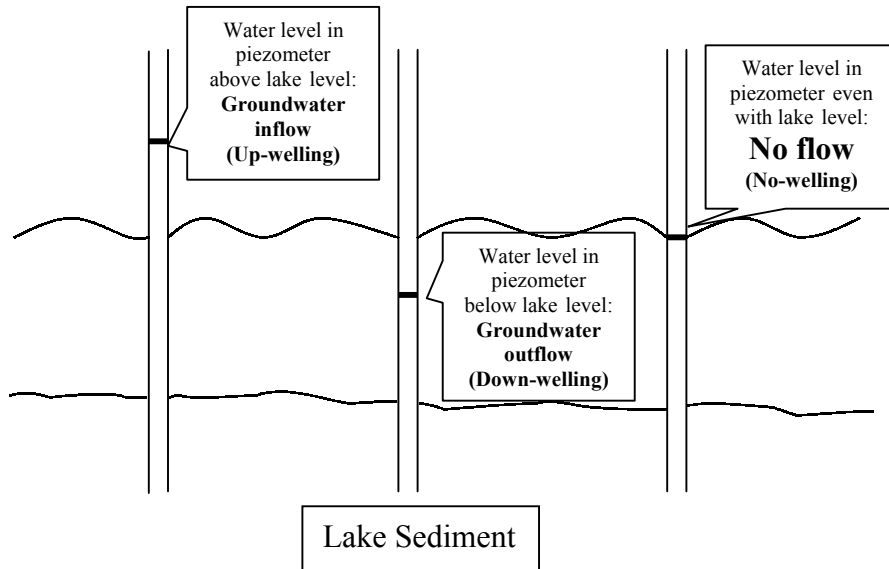 Water level in
piezometer
above lake level:
Groundwater
inflow
(Up-welling)
Water level in
piezometer
below lake level:
Groundwater
outflow
(Down-welling)
Water level in
piezometer even
with lake level:
No flow
(No-welling)
Lake Sediment